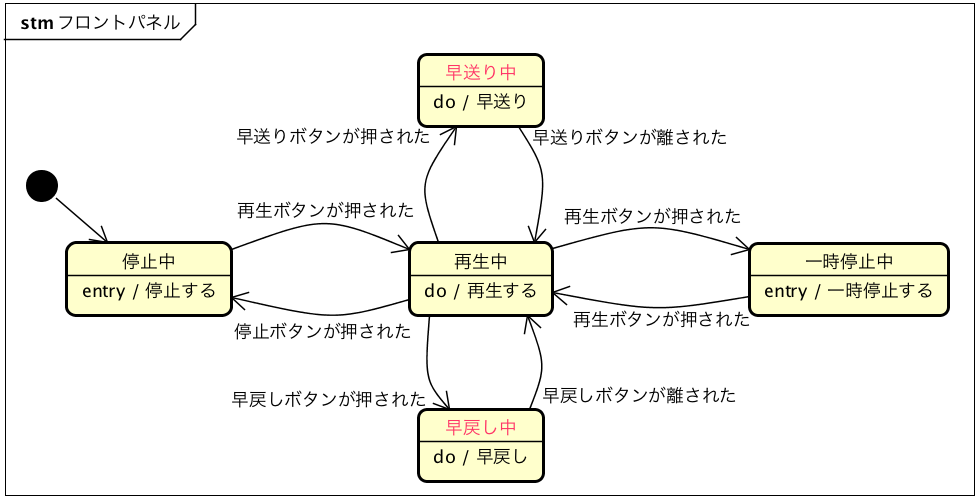 stm フロントパネル
早送り中
do / 早送り
早送りボタンが押された
早送りボタンが離された
再生ボタンが押された
再生ボタンが押された
停止中
entry / 停止する
再生中
do / 再生する
一時停止中
entry / 一時停止する
停止ボタンが押された
再生ボタンが押された
早戻しボタンが押された
早戻しボタンが離された
早戻し中
do / 早戻し